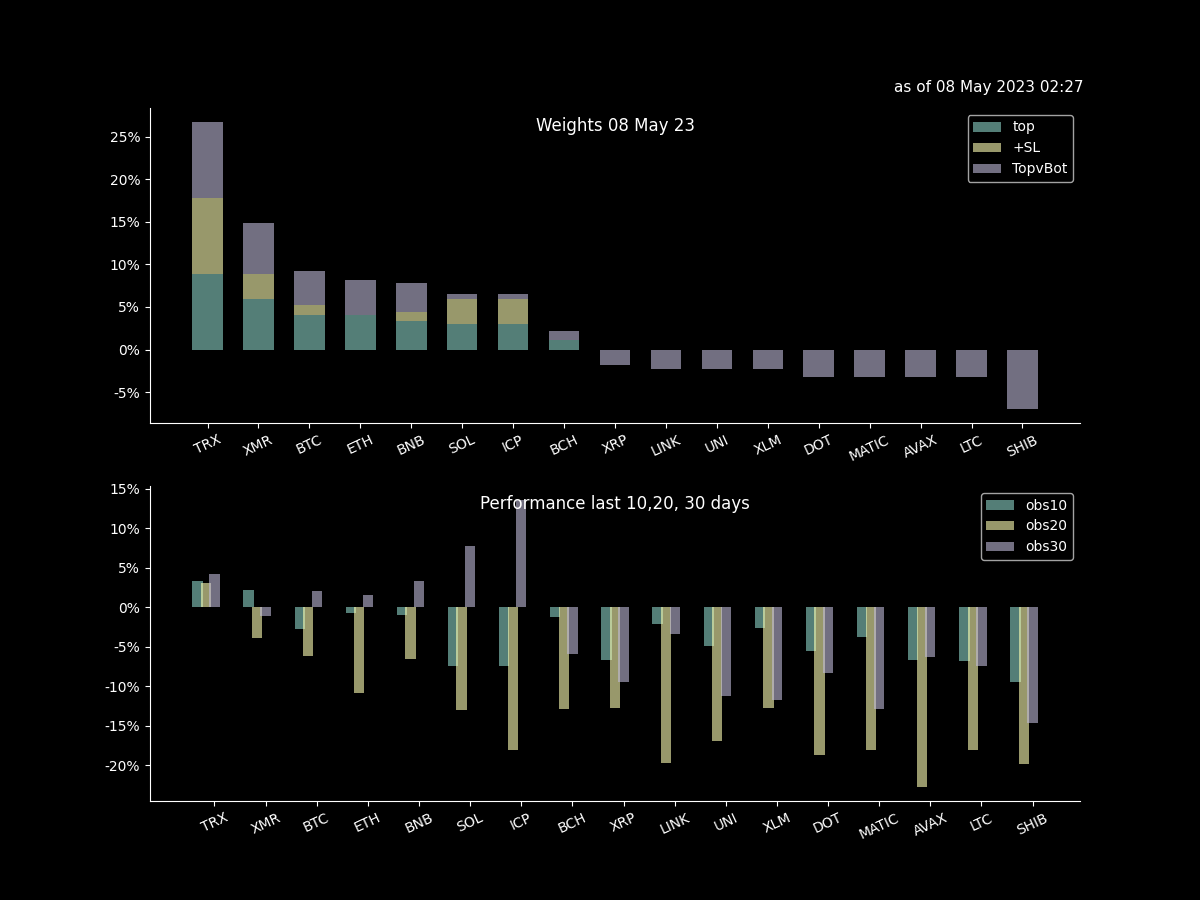 as of 08 May 2023 02:27
Weights 08 May 23
top
+SL
TopvBot
25%
20%
15%
10%
5%
0%
-5%
TRX XMR BTC ETH BNB SOL ICP BCH XRP LINK UNI XLM DOT MATIC AVAX LTC SHIB
Performance last 10,20, 30 days
obs10
obs20
obs30
15%
10%
5%
0%
-5%
-10%
-15%
-20%
TRX XMR BTC ETH BNB SOL ICP BCH XRP LINK UNI XLM DOT MATIC AVAX LTC SHIB